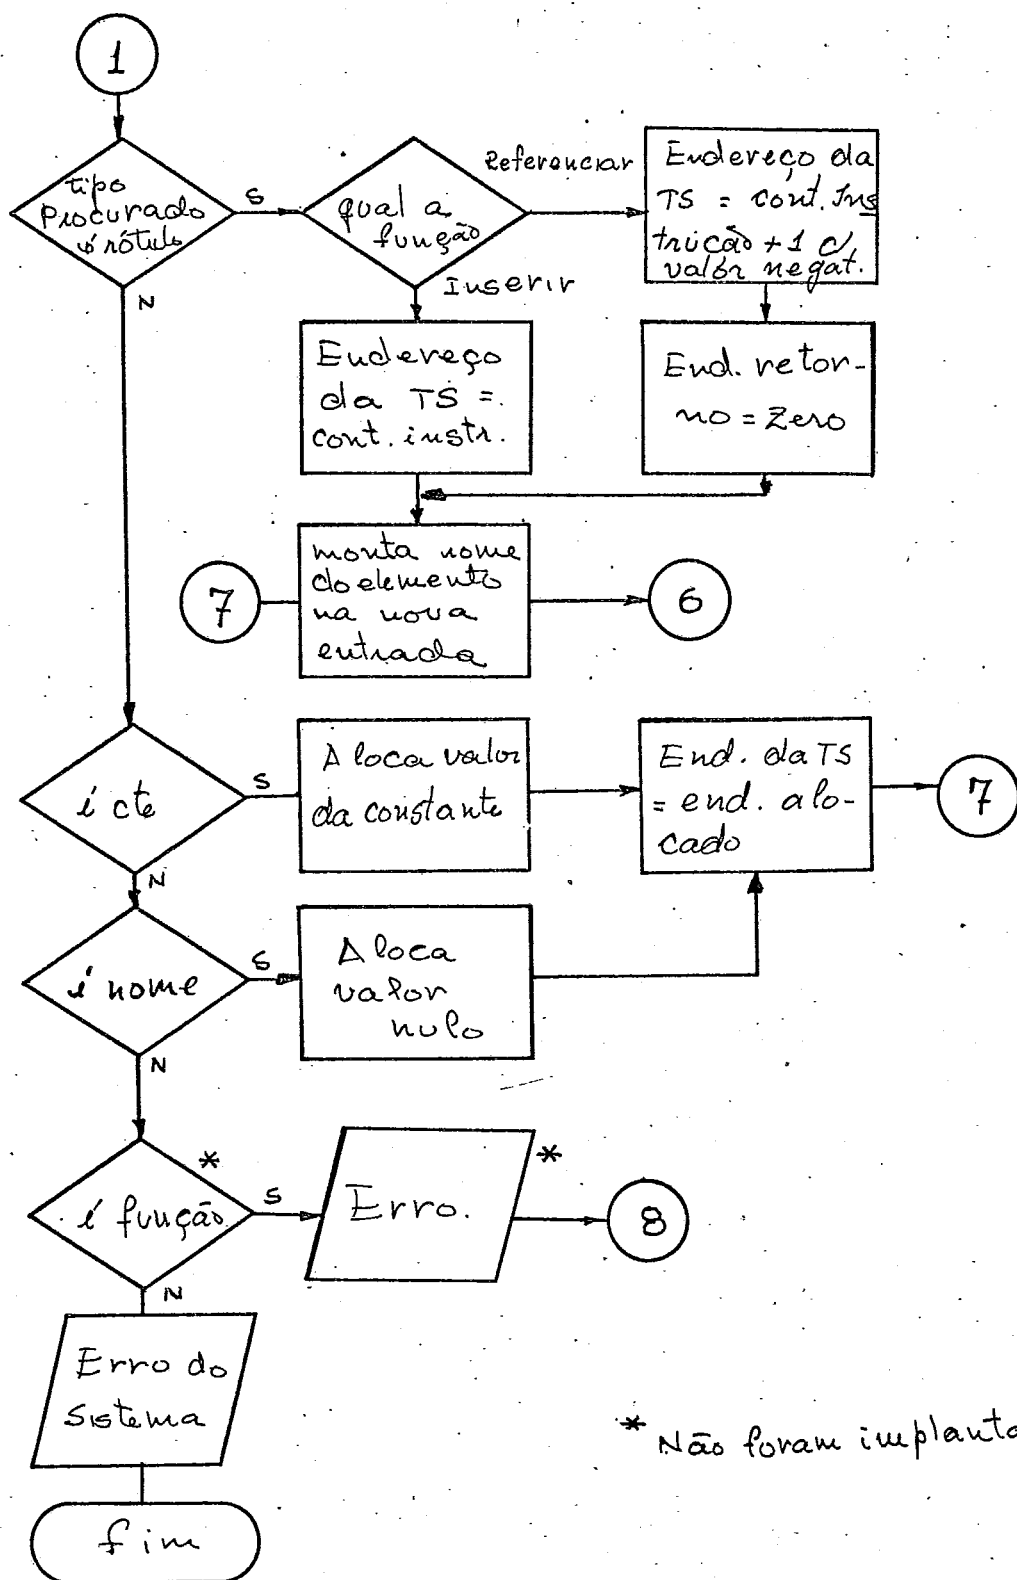 1
tipo
Procurado
é rótulo
S
N
qual a
função
Referenciar
Inserir
Endereço da
TS = cont. Ins
trução + 1 c/
valor negat.
Endereço
da TS =
cont. instr.
End. retor-
no = Zero
7
monta nome
do elemento
na nova
entrada
6
é cte
S
N
Aloca valor
da constante
End. da TS
= end. alo-
cado
7
é nome
S
N
Aloca
valor
nulo
é função
*
S
N
Erro.
*
8
Erro do
Sistema
fim
* Não foram